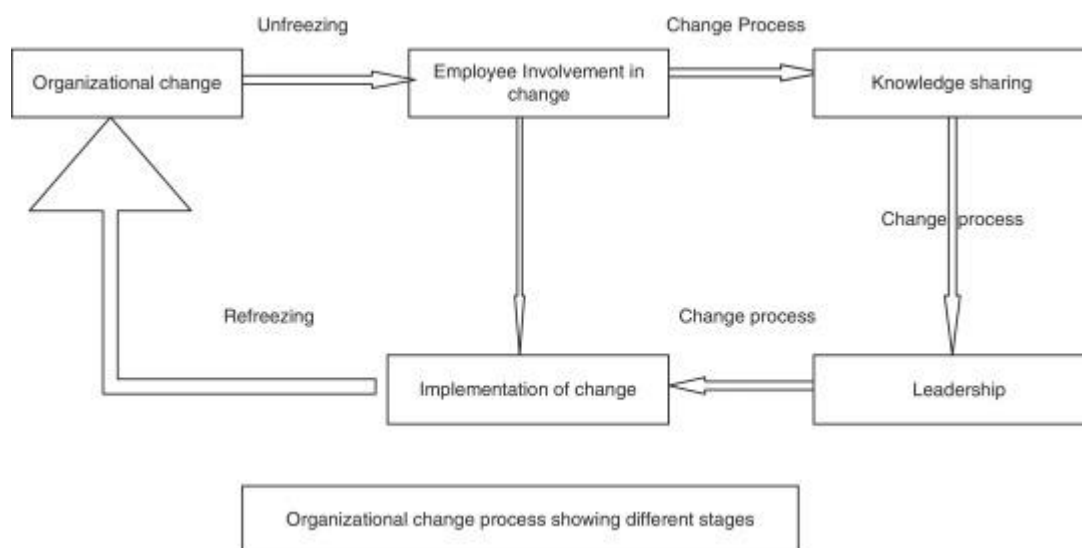 Unfreezing
Change Process
Organizational change
Employee Involvement in
change
Knowledge sharing
Change process
Refreezing
Change process
Implementation of change
Leadership
Organizational change process showing different stages